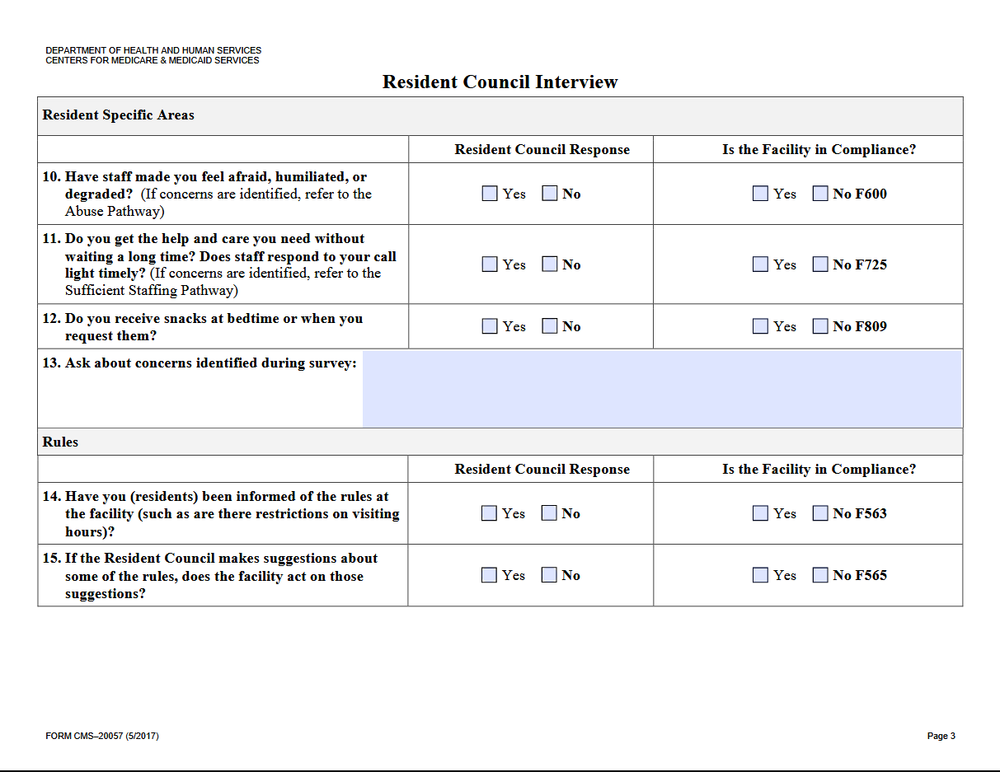 DEPARTMENT OF HEALTH AND HUMAN SERVICES
CENTERS FOR MEDICARE & MEDICAID SERVICES
Resident Council Interview
Resident Specific Areas
Resident Council Response
Is the Facility in Compliance?
10. Have staff made you feel afraid, humiliated, or
degraded? (If concerns are identified, refer to the
Abuse Pathway)
Yes No
Yes No F600
11. Do you get the help and care you need without
waiting a long time? Does staff respond to your call
light timely? (If concerns are identified, refer to the
Sufficient Staffing Pathway)
Yes No
Yes No F725
12. Do you receive snacks at bedtime or when you
request them?
Yes No
Yes No F809
13. Ask about concerns identified during survey:
Rules
Resident Council Response
Is the Facility in Compliance?
14. Have you (residents) been informed of the rules at
the facility (such as are there restrictions on visiting
hours)?
Yes No
Yes No F563
15. If the Resident Council makes suggestions about
some of the rules, does the facility act on those
suggestions?
Yes No
Yes No F565
FORM CMS–20057 (5/2017)
Page 3